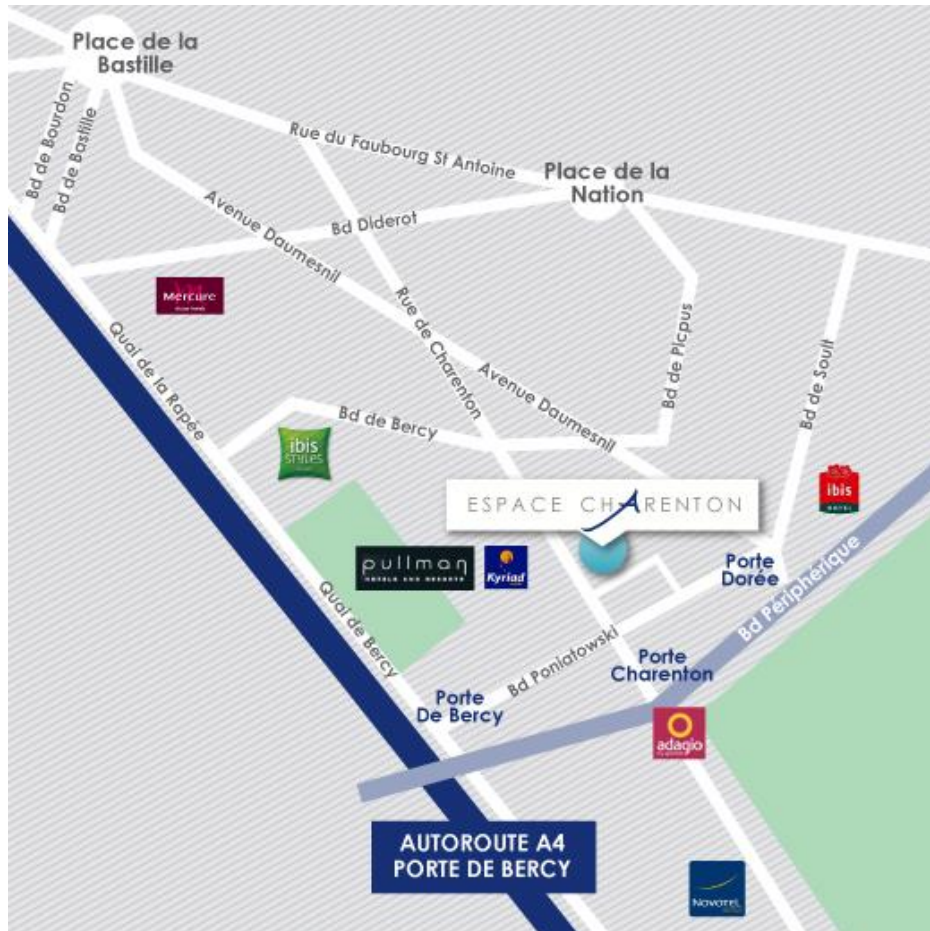 Place de la
Bastille
Bd de Bourdon
Bd de Bastille
Rue du Faubourg St Antoine
Place de la
Nation
Avenue Daumesnil
Bd Diderot
Mercure
Rue de Charenton
Bd de Picpus
Bd de Soult
Quai de la Rapée
Avenue Daumesnil
Bd de Bercy
ibis
STYLES
ibis
HOTEL
ESPACE CHARENTON
pullman
HOTELS AND RESORTS
Kyriad
Porte
Dorée
Bd Périphérique
Quai de Bercy
Bd Poniatowski
Porte
Charenton
Porte
De Bercy
adagio
AUTOROUTE A4
PORTE DE BERCY
NOVOTEL